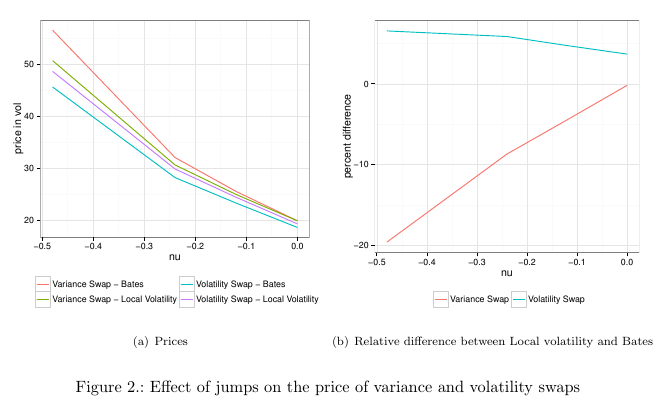 price in vol
50
40
30
20
−0.5 −0.4 −0.3 −0.2 −0.1 0.0
nu
Variance Swap − Bates Volatility Swap − Bates
Variance Swap − Local Volatility Volatility Swap − Local Volatility
(a) Prices
percent difference
0
−10
−20
−0.5 −0.4 −0.3 −0.2 −0.1 0.0
nu
Variance Swap Volatility Swap
(b) Relative difference between Local volatility and Bates
Figure 2.: Effect of jumps on the price of variance and volatility swaps